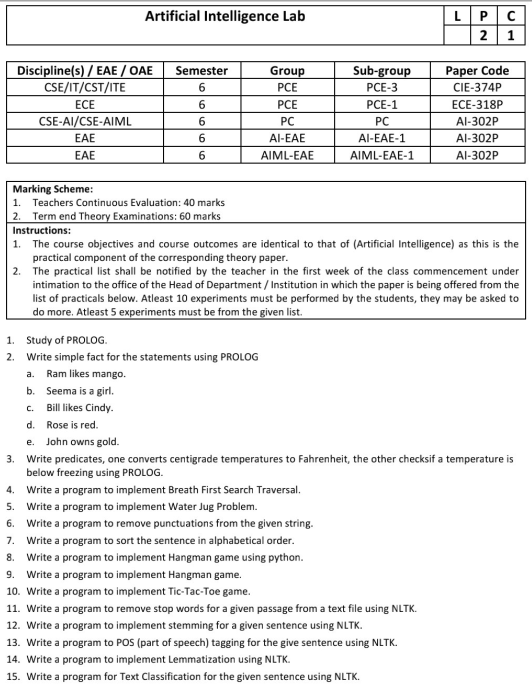 Artificial Intelligence Lab L P C
2 1
Discipline(s) / EAE / OAE Semester Group Sub-group Paper Code
CSE/IT/CST/ITE 6 PCE PCE-3 CIE-374P
ECE 6 PCE PCE-1 ECE-318P
CSE-AI/CSE-AIML 6 PC PC AI-302P
EAE 6 AI-EAE AI-EAE-1 AI-302P
EAE 6 AIML-EAE AIML-EAE-1 AI-302P
Marking Scheme:
1. Teachers Continuous Evaluation: 40 marks
2. Term end Theory Examinations: 60 marks
Instructions:
1. The course objectives and course outcomes are identical to that of (Artificial Intelligence) as this is the
practical component of the corresponding theory paper.
2. The practical list shall be notified by the teacher in the first week of the class commencement under
intimation to the office of the Head of Department / Institution in which the paper is being offered from the
list of practicals below. Atleast 10 experiments must be performed by the students, they may be asked to
do more. Atleast 5 experiments must be from the given list.
1. Study of PROLOG.
2. Write simple fact for the statements using PROLOG
a. Ram likes mango.
b. Seema is a girl.
c. Bill likes Cindy.
d. Rose is red.
e. John owns gold.
3. Write predicates, one converts centigrade temperatures to Fahrenheit, the other checksif a temperature is
below freezing using PROLOG.
4. Write a program to implement Breath First Search Traversal.
5. Write a program to implement Water Jug Problem.
6. Write a program to remove punctuations from the given string.
7. Write a program to sort the sentence in alphabetical order.
8. Write a program to implement Hangman game using python.
9. Write a program to implement Hangman game.
10. Write a program to implement Tic-Tac-Toe game.
11. Write a program to remove stop words for a given passage from a text file using NLTK.
12. Write a program to implement stemming for a given sentence using NLTK.
13. Write a program to POS (part of speech) tagging for the give sentence using NLTK.
14. Write a program to implement Lemmatization using NLTK.
15. Write a program for Text Classification for the given sentence using NLTK.